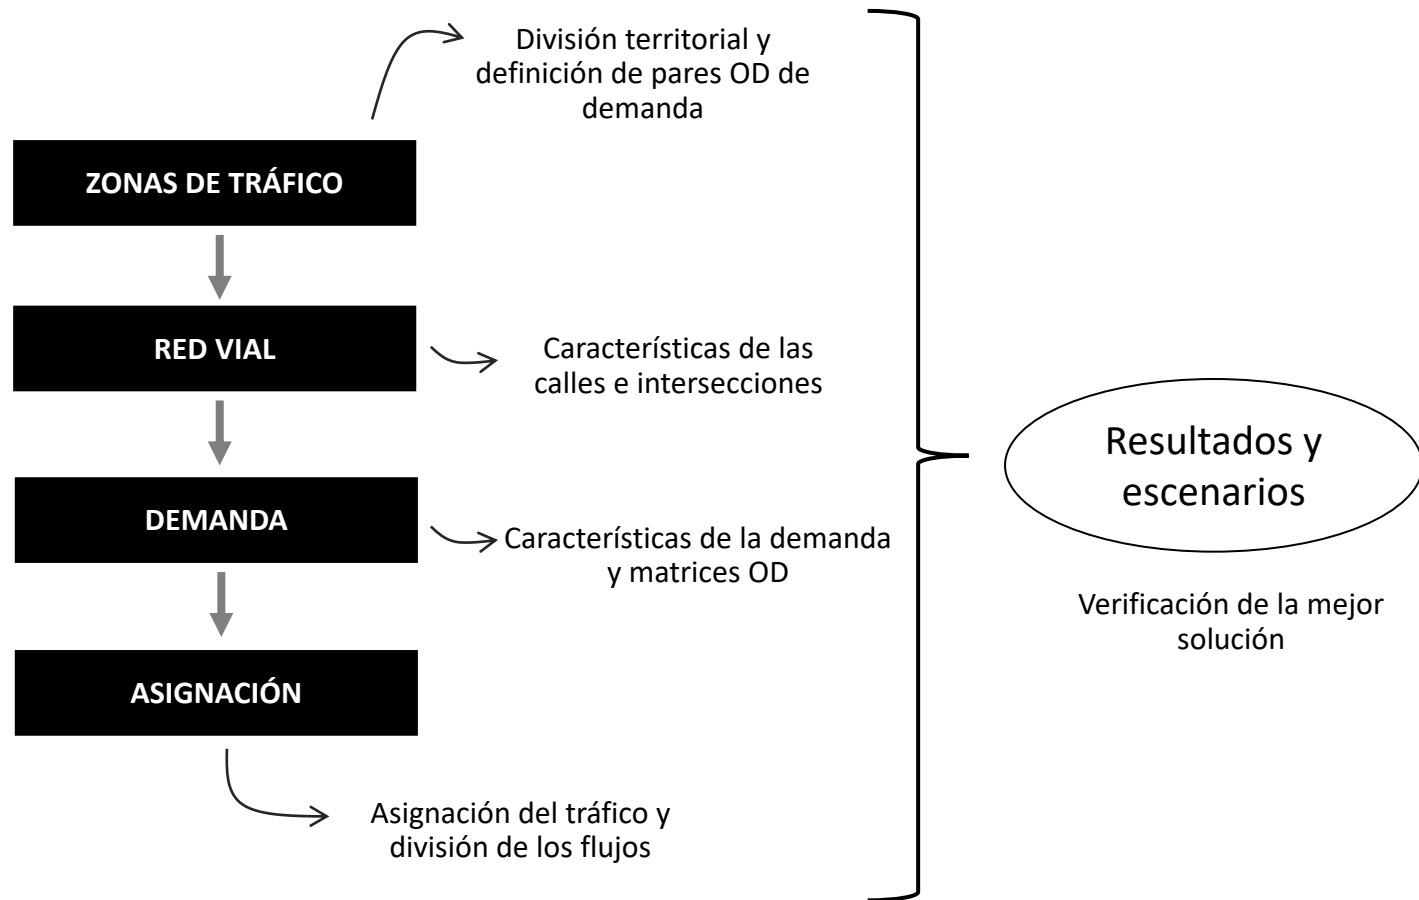 División territorial y
definición de pares OD de
demanda
ZONAS DE TRÁFICO
RED VIAL
Características de las
calles e intersecciones
DEMANDA
Características de la demanda
y matrices OD
ASIGNACIÓN
Asignación del tráfico y
división de los flujos
Resultados y
escenarios
Verificación de la mejor
solución